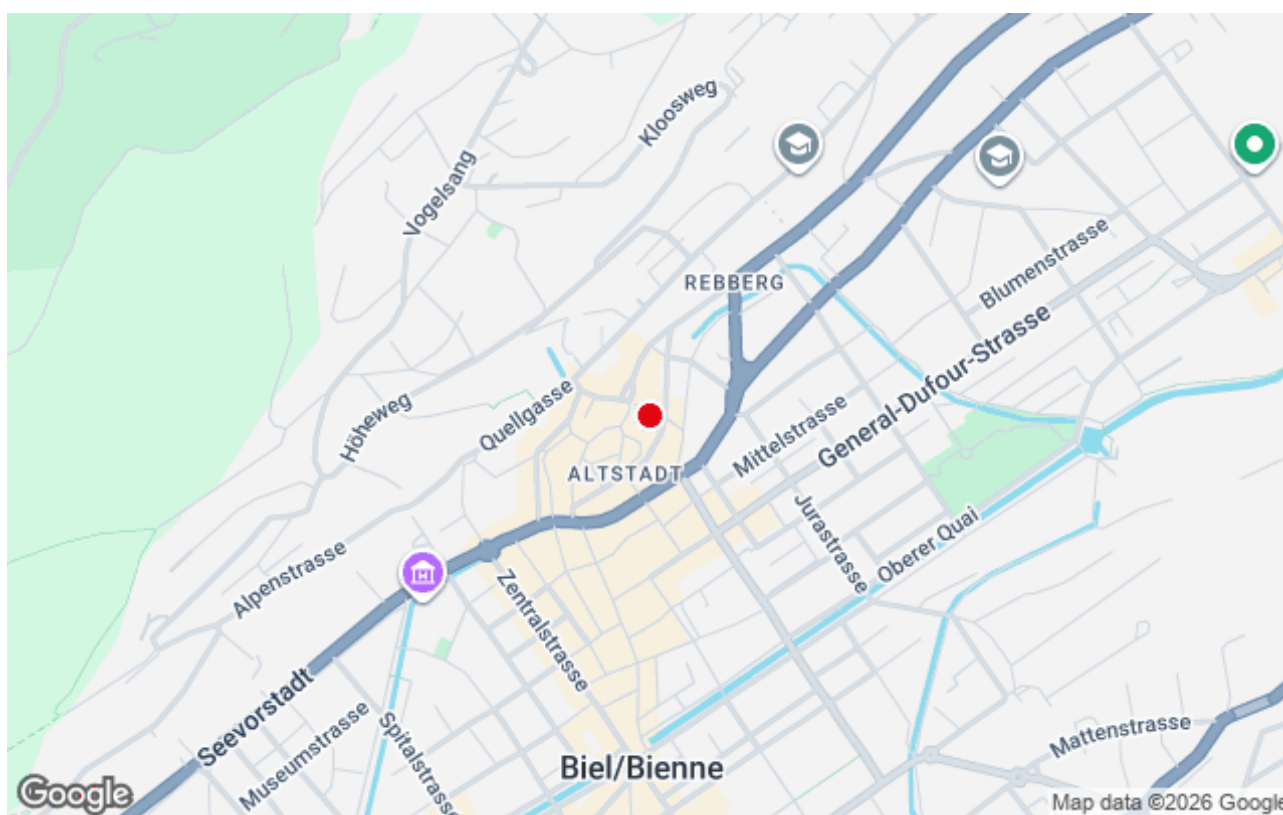 Kloosweg
Vogelsang
REBBERG
Blumenstrasse
General-Dufour-Strasse
Höheweg
Quellgasse
Mittelstrasse
ALTSTADT
Jurastrasse
Oberer Quai
Alpenstrasse
Zentralstrasse
Seevorstadt
Museumstrasse
Spitalstrasse
Mattenstrasse
Biel/Bienne
H
Google
Map data ©2026 Google